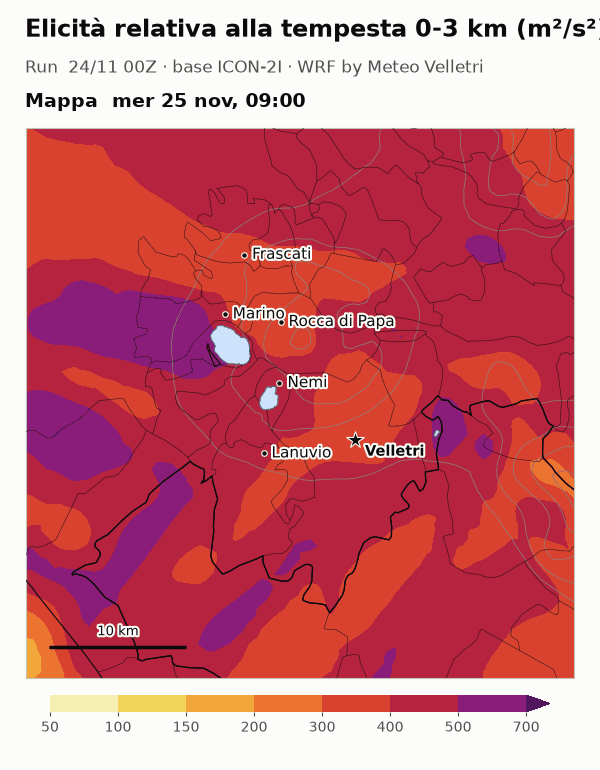 Elicità relativa alla tempesta 0-3 km (m²/s²)
Run  24/11 00Z · base ICON-2I · WRF by Meteo Velletri
Mappa  mer 25 nov, 09:00
Frascati
Marino
Rocca di Papa
Nemi
Velletri
Lanuvio
10 km
50 100 150 200 300 400 500 700